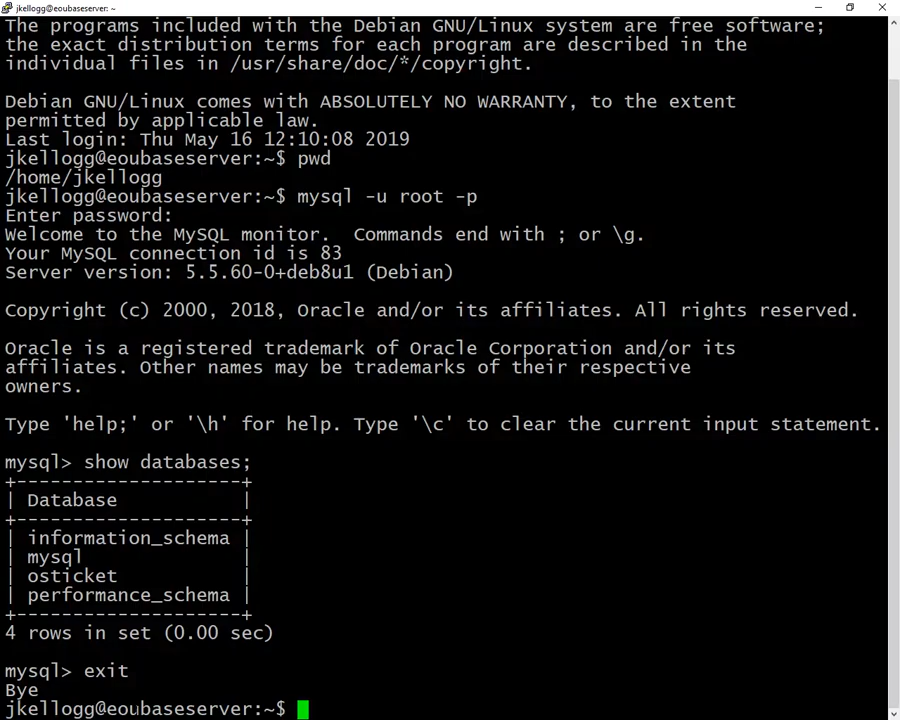 jkellogg@eoubaseserver: ~
The programs included with the Debian GNU/Linux system are free software;
the exact distribution terms for each program are described in the
individual files in /usr/share/doc/*/copyright.
Debian GNU/Linux comes with ABSOLUTELY NO WARRANTY, to the extent
permitted by applicable law.
Last login: Thu May 16 12:10:08 2019
jkellogg@eoubaseserver:~$ pwd
/home/jkellogg
jkellogg@eoubaseserver:~$ mysql -u root -p
Enter password:
Welcome to the MySQL monitor.  Commands end with ; or \g.
Your MySQL connection id is 83
Server version: 5.5.60-0+deb8u1 (Debian)
Copyright (c) 2000, 2018, Oracle and/or its affiliates. All rights reserved.
Oracle is a registered trademark of Oracle Corporation and/or its
affiliates. Other names may be trademarks of their respective
owners.
Type 'help;' or '\h' for help. Type '\c' to clear the current input statement.
mysql> show databases;
+--------------------+
| Database           |
+--------------------+
| information_schema |
| mysql              |
| osticket           |
| performance_schema |
+--------------------+
4 rows in set (0.00 sec)
mysql> exit
Bye
jkellogg@eoubaseserver:~$